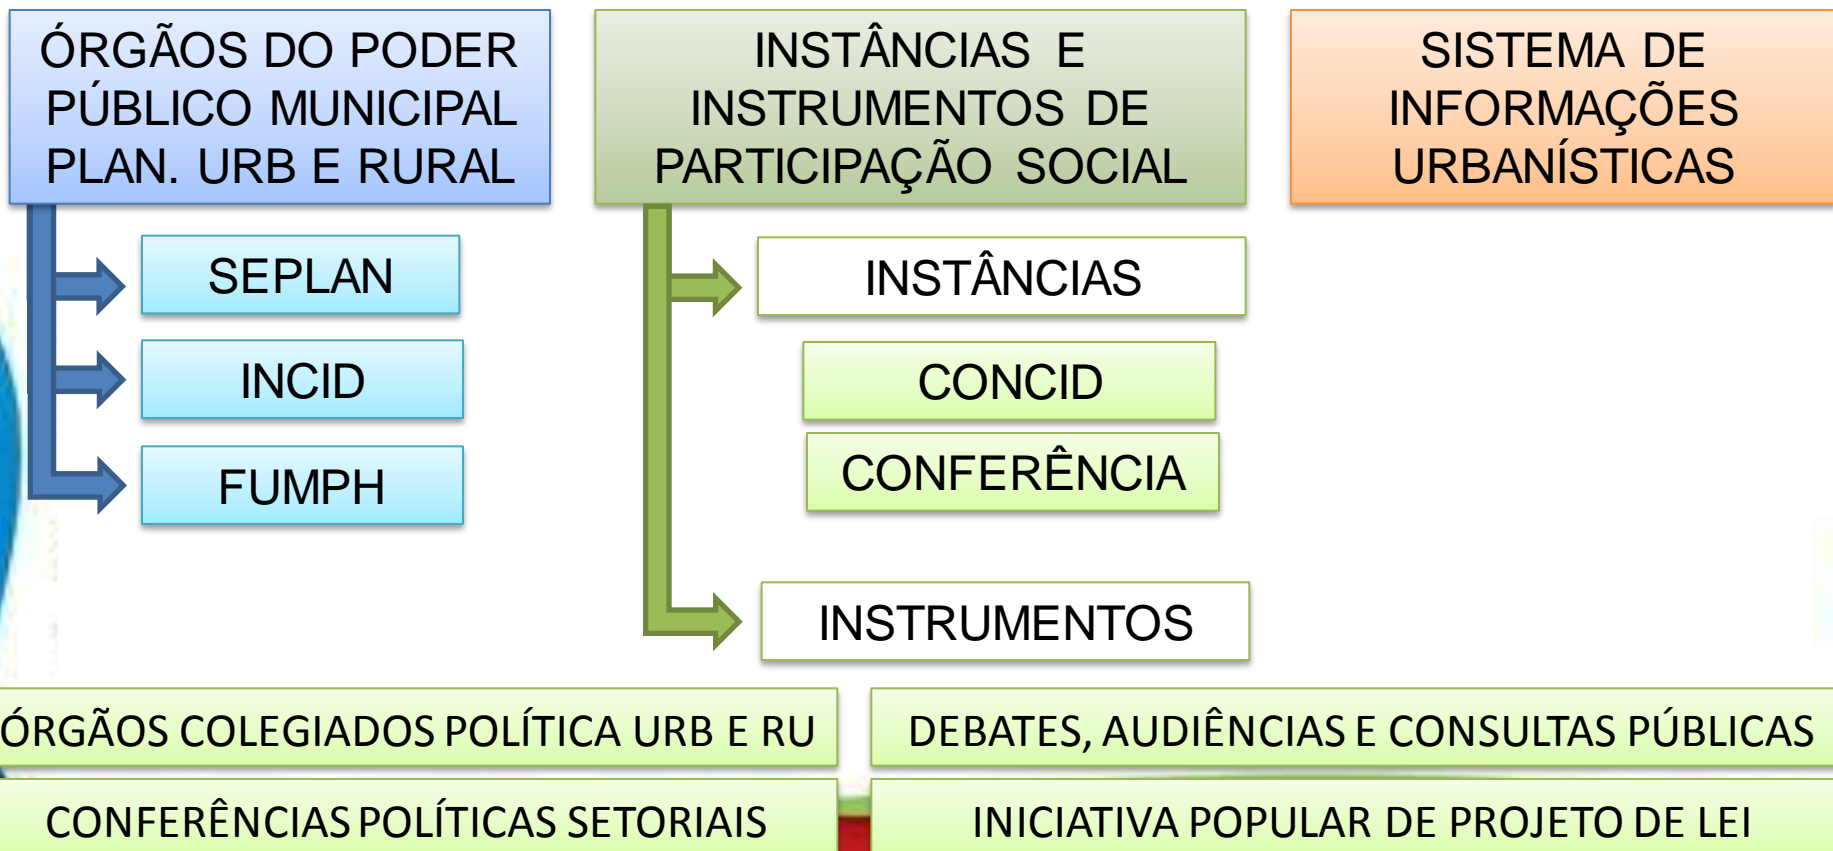 ÓRGÃOS DO PODER
PÚBLICO MUNICIPAL
PLAN. URB E RURAL
SEPLAN
INCID
FUMPH
INSTÂNCIAS E
INSTRUMENTOS DE
PARTICIPAÇÃO SOCIAL
INSTÂNCIAS
CONCID
CONFERÊNCIA
INSTRUMENTOS
SISTEMA DE
INFORMAÇÕES
URBANÍSTICAS
ÓRGÃOS COLEGIADOS POLÍTICA URB E RU
DEBATES, AUDIÊNCIAS E CONSULTAS PÚBLICAS
CONFERÊNCIAS POLÍTICAS SETORIAIS
INICIATIVA POPULAR DE PROJETO DE LEI